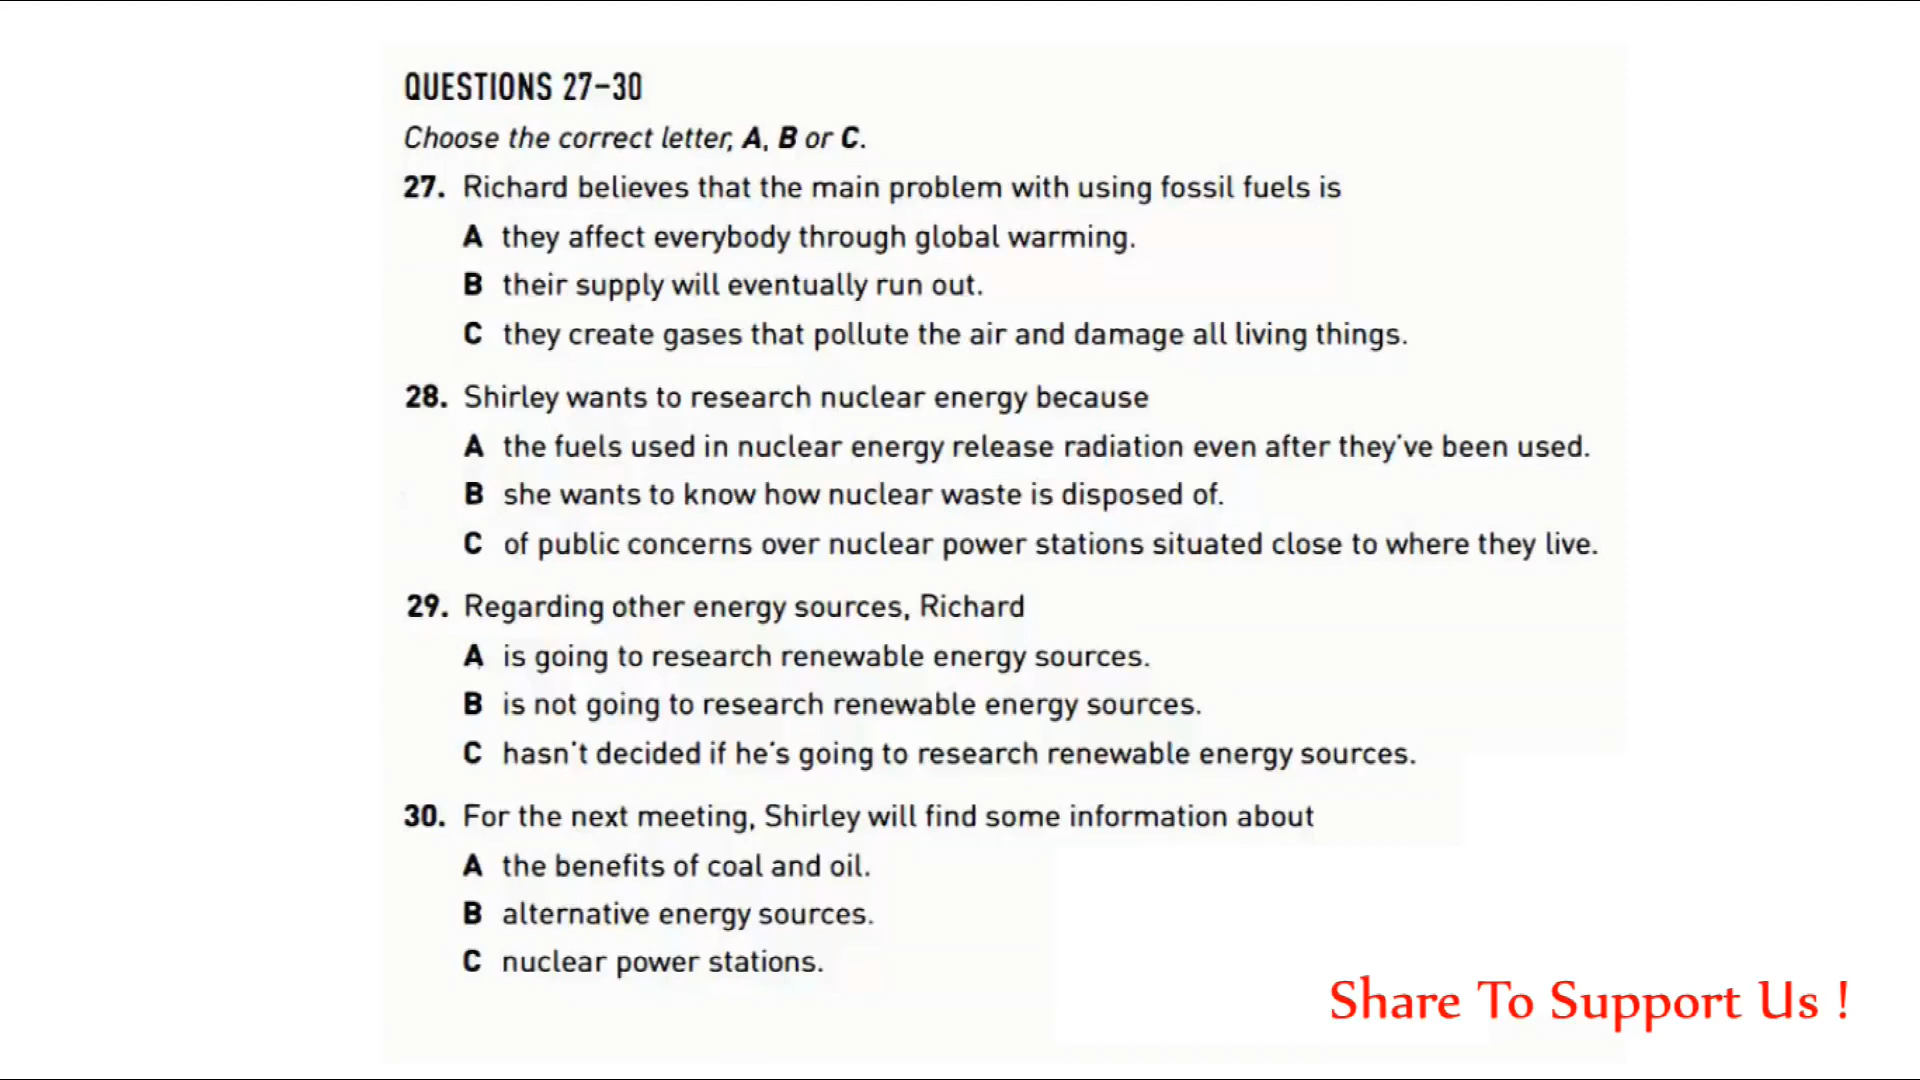 QUESTIONS 27–30
Choose the correct letter, A, B or C.
27. Richard believes that the main problem with using fossil fuels is
A they affect everybody through global warming.
B their supply will eventually run out.
C they create gases that pollute the air and damage all living things.
28. Shirley wants to research nuclear energy because
A the fuels used in nuclear energy release radiation even after they've been used.
B she wants to know how nuclear waste is disposed of.
C of public concerns over nuclear power stations situated close to where they live.
29. Regarding other energy sources, Richard
A is going to research renewable energy sources.
B is not going to research renewable energy sources.
C hasn't decided if he's going to research renewable energy sources.
30. For the next meeting, Shirley will find some information about
A the benefits of coal and oil.
B alternative energy sources.
C nuclear power stations.
Share To Support Us !